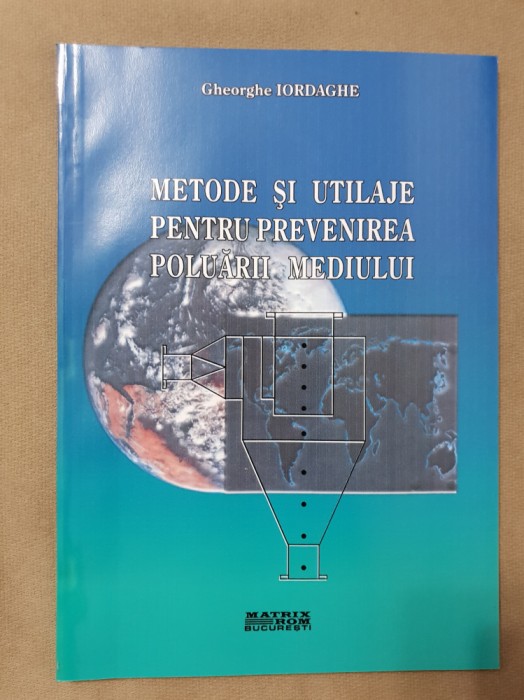 Gheorghe IORDAGHE
METODE ŞI UTILAJE
PENTRU PREVENIREA
POLUĂRII MEDIULUI
MATRIX
ROM
BUCUREŞTI